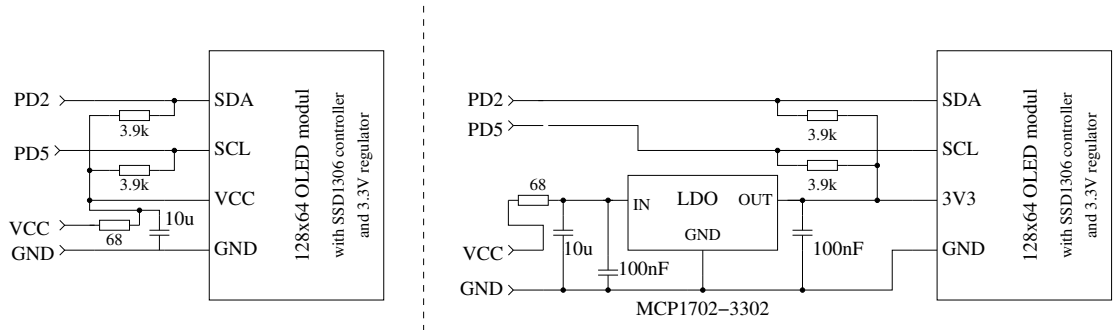 PD2
SDA
3.9k
PD5
SCL
3.9k
VCC
10u
VCC
68
GND
GND
128x64 OLED modul
with SSD1306 controller
and 3.3V regulator
PD2
SDA
PD5
3.9k
SCL
3.9k
68
IN
LDO
OUT
3V3
GND
VCC
10u
100nF
100nF
GND
GND
MCP1702-3302
128x64 OLED modul
with SSD1306 controller
and 3.3V regulator